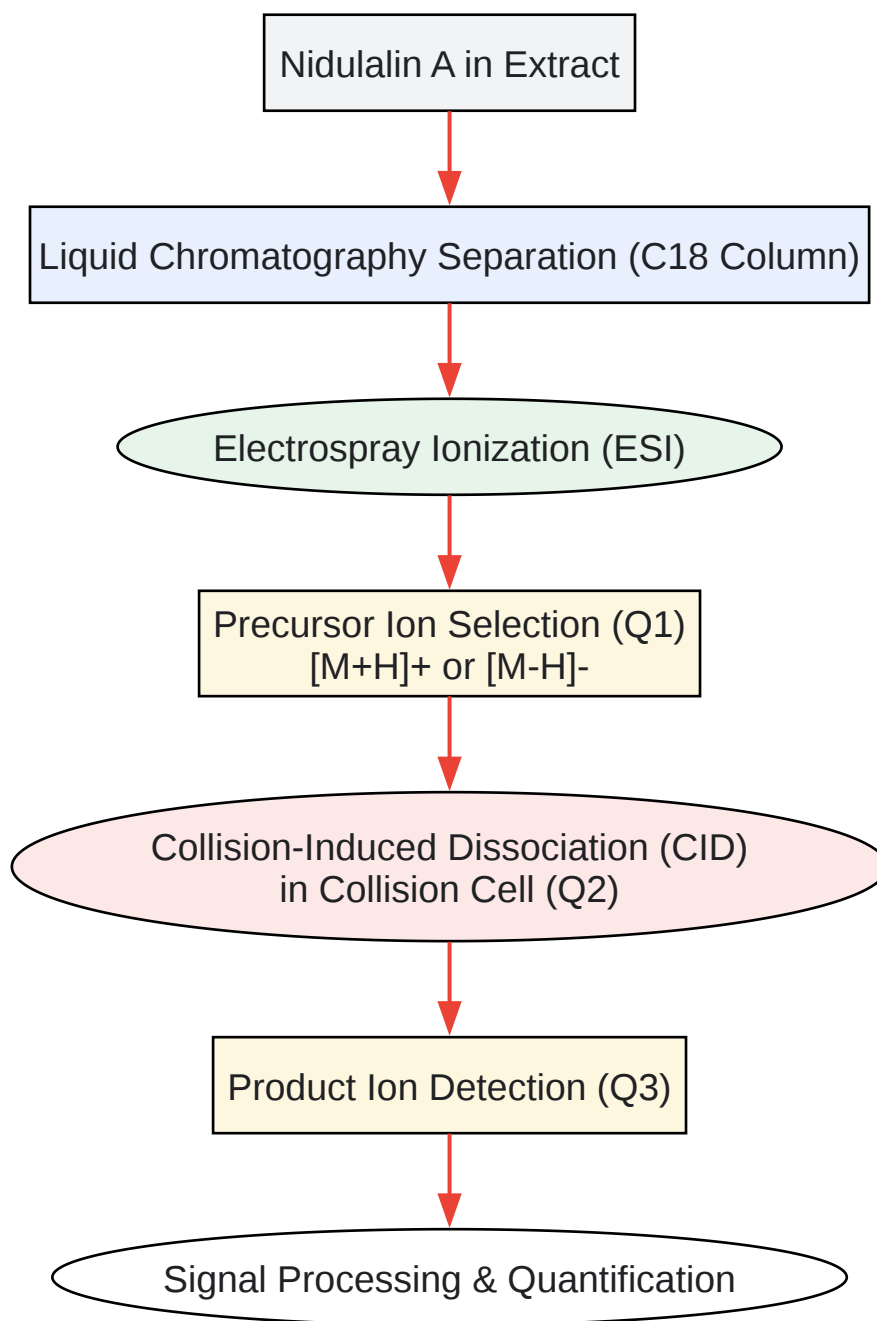 Nidulalin A in Extract
Liquid Chromatography Separation (C18 Column)
Electrospray Ionization (ESI)
Precursor Ion Selection (Q1)
[M+H]+ or [M-H]-
Collision-Induced Dissociation (CID)
in Collision Cell (Q2)
Product Ion Detection (Q3)
Signal Processing & Quantification